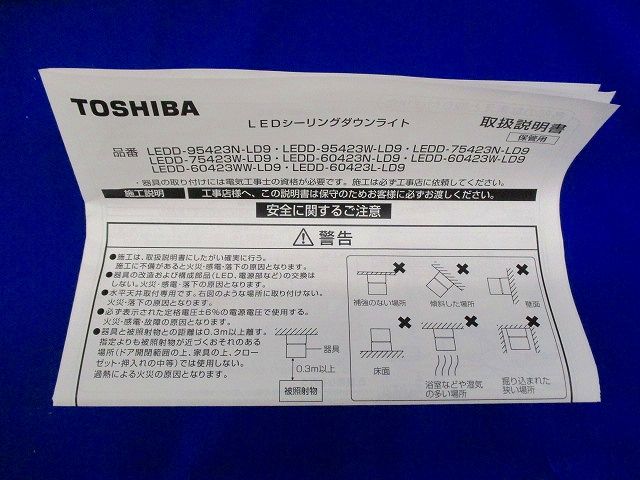 TOSHIBA
LEDシーリングダウンライト
取扱説明書
保管用
品番 LEDD-95423N-LD9・LEDD-95423W-LD9・LEDD-75423N-LD9
LEDD-75423W-LD9・LEDD-60423N-LD9・LEDD-60423W-LD9
LEDD-60423WW-LD9・LEDD-60423L-LD9
・器具の取り付けには電気工事士の資格が必要です。施工は必ず工事店に依頼してください。
施工説明 工事店様へ、この説明書は保守のためお客様に必ずお渡しください。
安全に関するご注意
警告
●施工は、取扱説明書にしたがい確実に行う。
施工に不備があると火災・感電・落下の原因となります。
●器具の改造および構成部品(LED、電源部など)の交換は
しない。火災・感電・落下の原因となります。
●水平天井取付専用です。右図のような場所に取り付けない。
火災・落下の原因となります。
●必ず表示された定格電圧±6%の電源電圧で使用する。
火災・感電・故障の原因となります。
●器具と被照射物との距離は0.3m以上離す。
指定よりも被照射物が近づくおそれのある
場所(ドア開閉範囲の上、家具の上、クロー
ゼット・押入れの中等)では使用しない。
過熱による火災の原因となります。
器具
0.3m以上
被照射物
補強のない場所
傾斜した場所
壁面
床面
浴室などや湿気
の多い場所
掘り込まれた
狭い場所